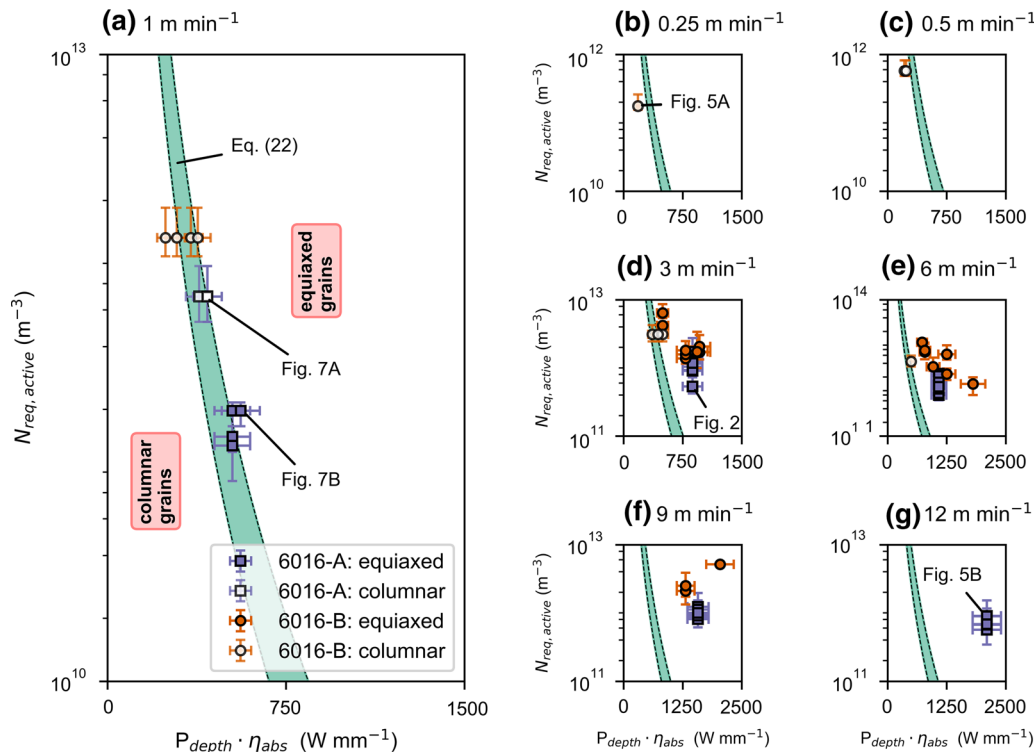 (a) 1 m min⁻¹
10¹³
10¹⁰
N_req,active (m⁻³)
Eq. (22)
equiaxed
grains
Fig. 7A
Fig. 7B
columnar
grains
6016-A: equiaxed
6016-A: columnar
6016-B: equiaxed
6016-B: columnar
0 750 1500
P_depth · η_abs (W mm⁻¹)
(b) 0.25 m min⁻¹
10¹²
10¹⁰
N_req,active (m⁻³)
Fig. 5A
0 750 1500
(c) 0.5 m min⁻¹
10¹²
10¹⁰
0 750 1500
(d) 3 m min⁻¹
10¹³
10¹¹
N_req,active (m⁻³)
Fig. 2
0 750 1500
(e) 6 m min⁻¹
10¹⁴
10¹ ¹
0 1250 2500
(f) 9 m min⁻¹
10¹³
10¹¹
N_req,active (m⁻³)
0 1250 2500
P_depth · η_abs (W mm⁻¹)
(g) 12 m min⁻¹
10¹³
10¹¹
Fig. 5B
0 1250 2500
P_depth · η_abs (W mm⁻¹)